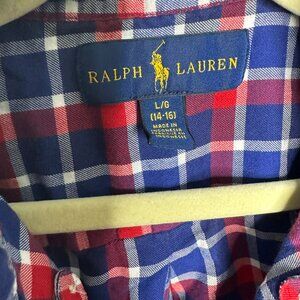 RALPH LAUREN
L/G
(14-16)
MADE IN
INDONESIA